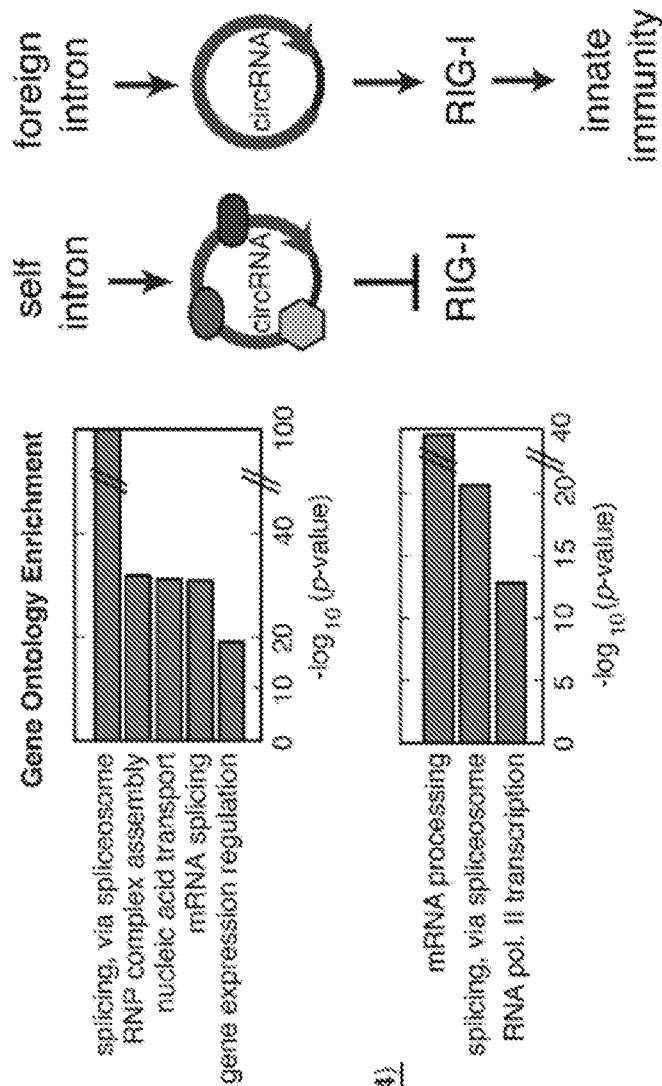 Gene Ontology Enrichment
splicing, via spliceosome
RNP complex assembly
nucleic acid transport
mRNA splicing
gene expression regulation
0 10 20 40 100
-log10(p-value)
mRNA processing
splicing, via spliceosome
RNA pol. II transcription
0 5 10 15 20 40
-log10(p-value)
self
intron
circRNA
RIG-I
foreign
intron
circRNA
RIG-I
innate
immunity